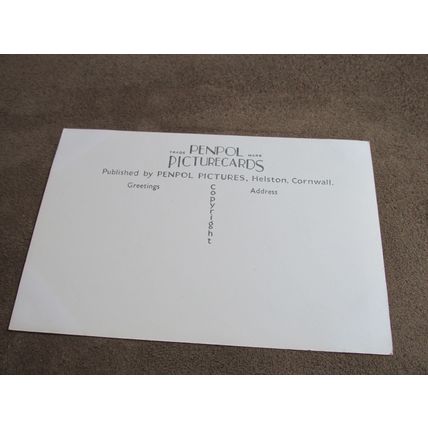 TRADE PENPOL MARK
PICTURECARDS
Published by PENPOL PICTURES, Helston, Cornwall.
Greetings
Copyright
Address